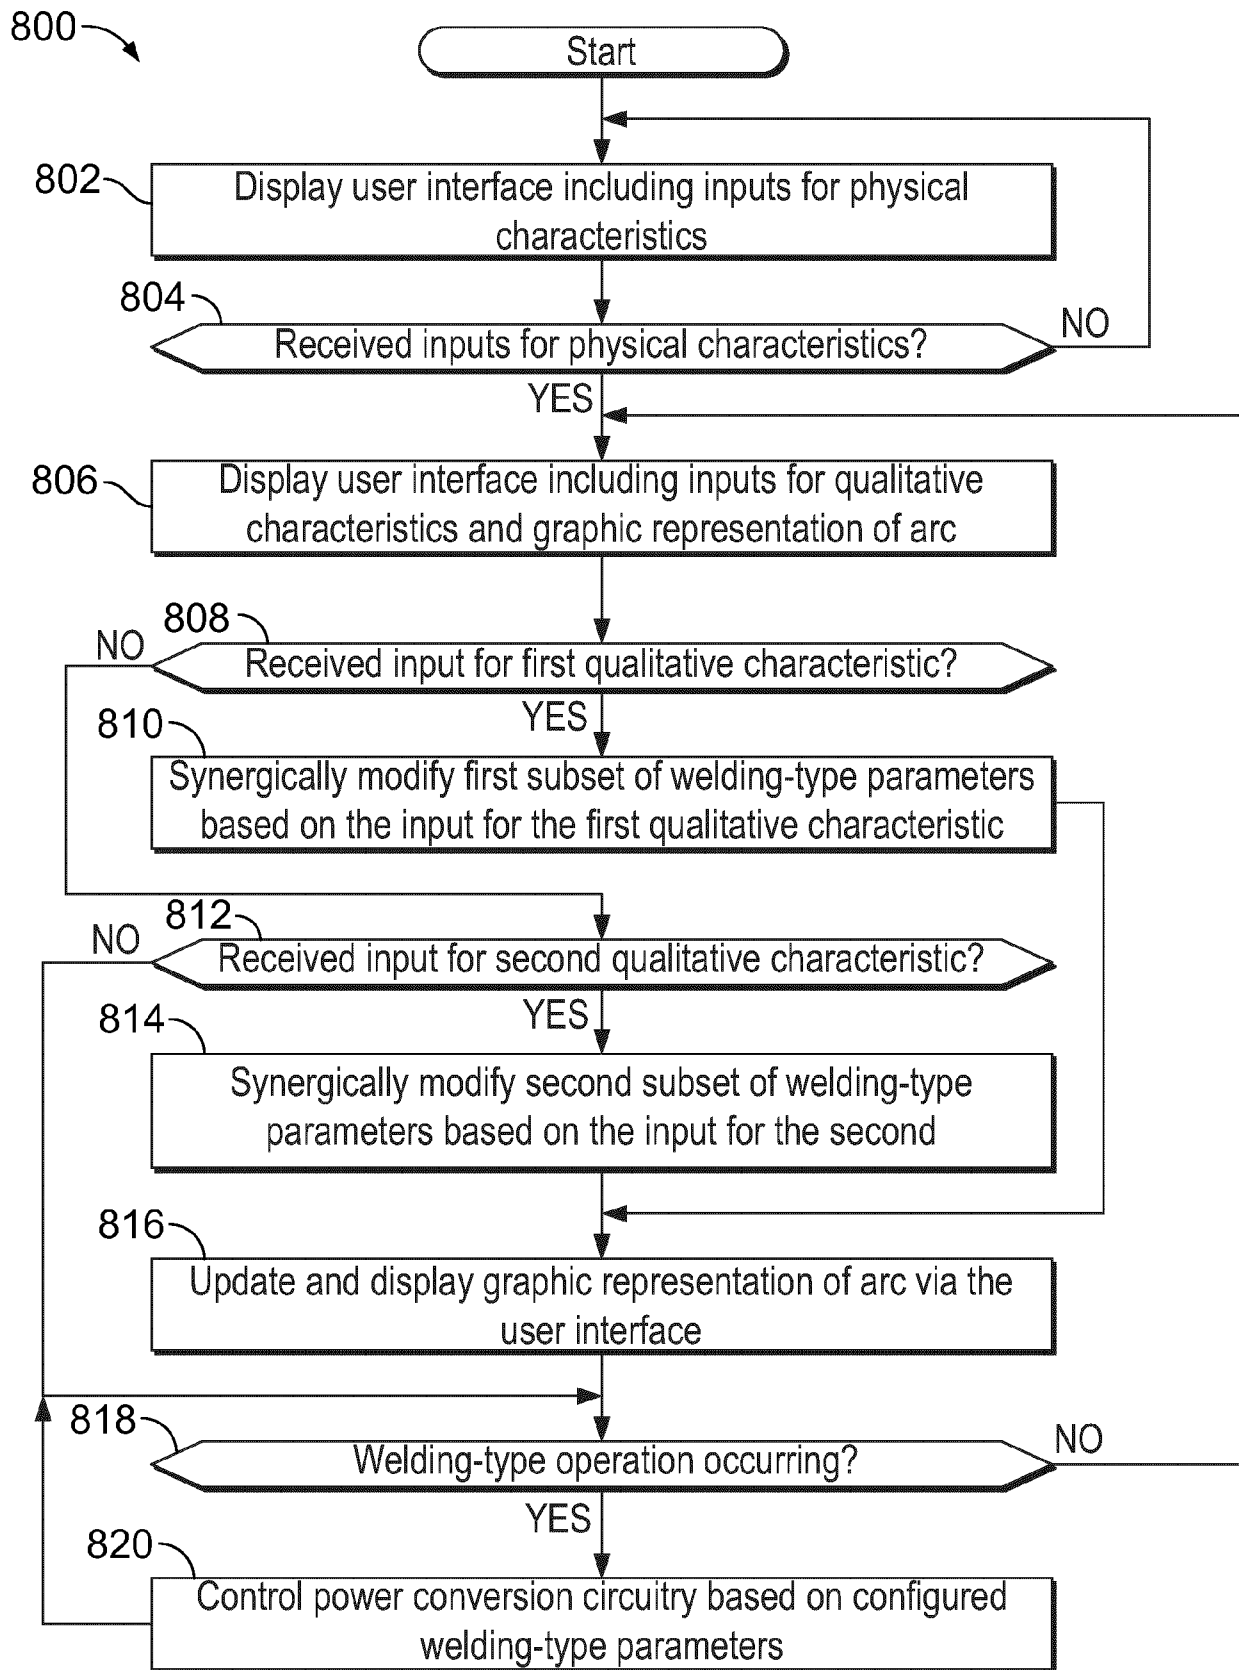 800
Start
802
Display user interface including inputs for physical
characteristics
804
Received inputs for physical characteristics?
NO
YES
806
Display user interface including inputs for qualitative
characteristics and graphic representation of arc
808
NO
Received input for first qualitative characteristic?
YES
810
Synergically modify first subset of welding-type parameters
based on the input for the first qualitative characteristic
812
NO
Received input for second qualitative characteristic?
YES
814
Synergically modify second subset of welding-type
parameters based on the input for the second
816
Update and display graphic representation of arc via the
user interface
818
Welding-type operation occurring?
NO
YES
820
Control power conversion circuitry based on configured
welding-type parameters